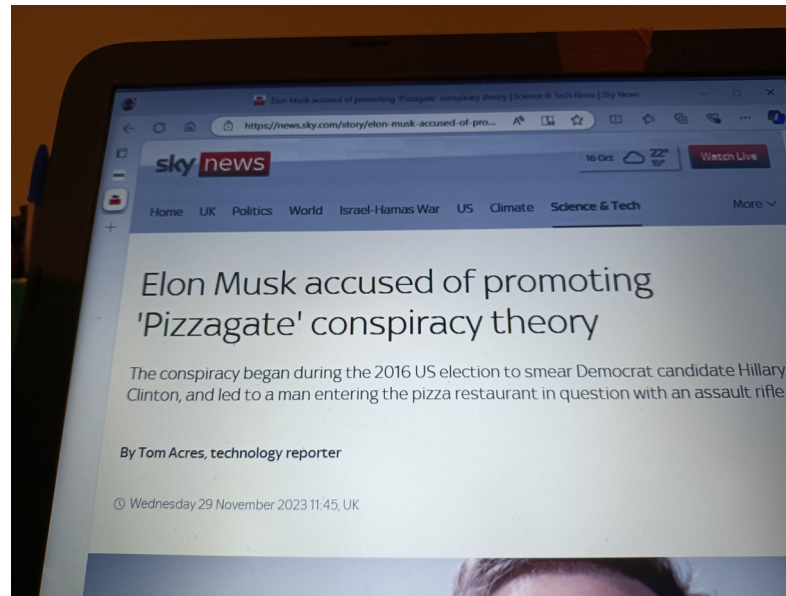 Elon Musk accused of promoting 'Pizzagate' conspiracy theory | Science & Tech News | Sky News
https://news.sky.com/story/elon-musk-accused-of-pro...
sky news
16 Oct 22° 15° Watch Live
Home UK Politics World Israel-Hamas War US Climate Science & Tech More
Elon Musk accused of promoting
'Pizzagate' conspiracy theory
The conspiracy began during the 2016 US election to smear Democrat candidate Hillary
Clinton, and led to a man entering the pizza restaurant in question with an assault rifle
By Tom Acres, technology reporter
Wednesday 29 November 2023 11:45, UK